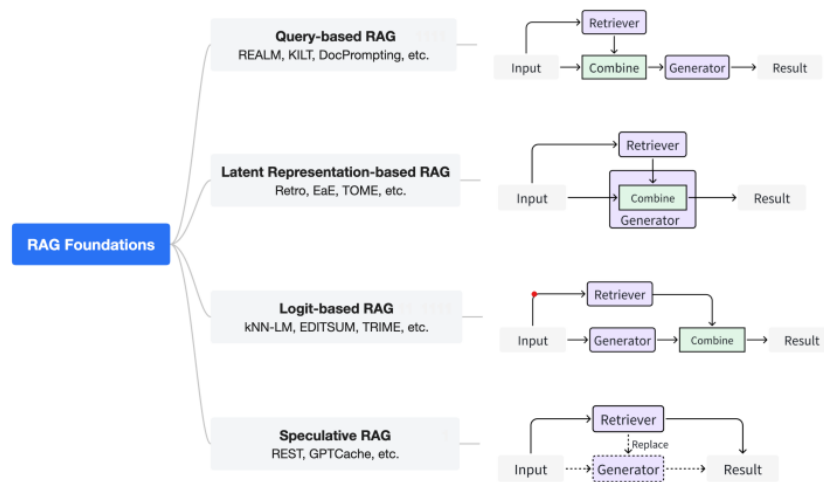 RAG Foundations
Query-based RAG
REALM, KILT, DocPrompting, etc.
Retriever
Input
Combine
Generator
Result
Latent Representation-based RAG
Retro, EaE, TOME, etc.
Retriever
Input
Combine
Generator
Result
Logit-based RAG
kNN-LM, EDITSUM, TRIME, etc.
Retriever
Input
Generator
Combine
Result
Speculative RAG
REST, GPTCache, etc.
Retriever
Replace
Input
Generator
Result